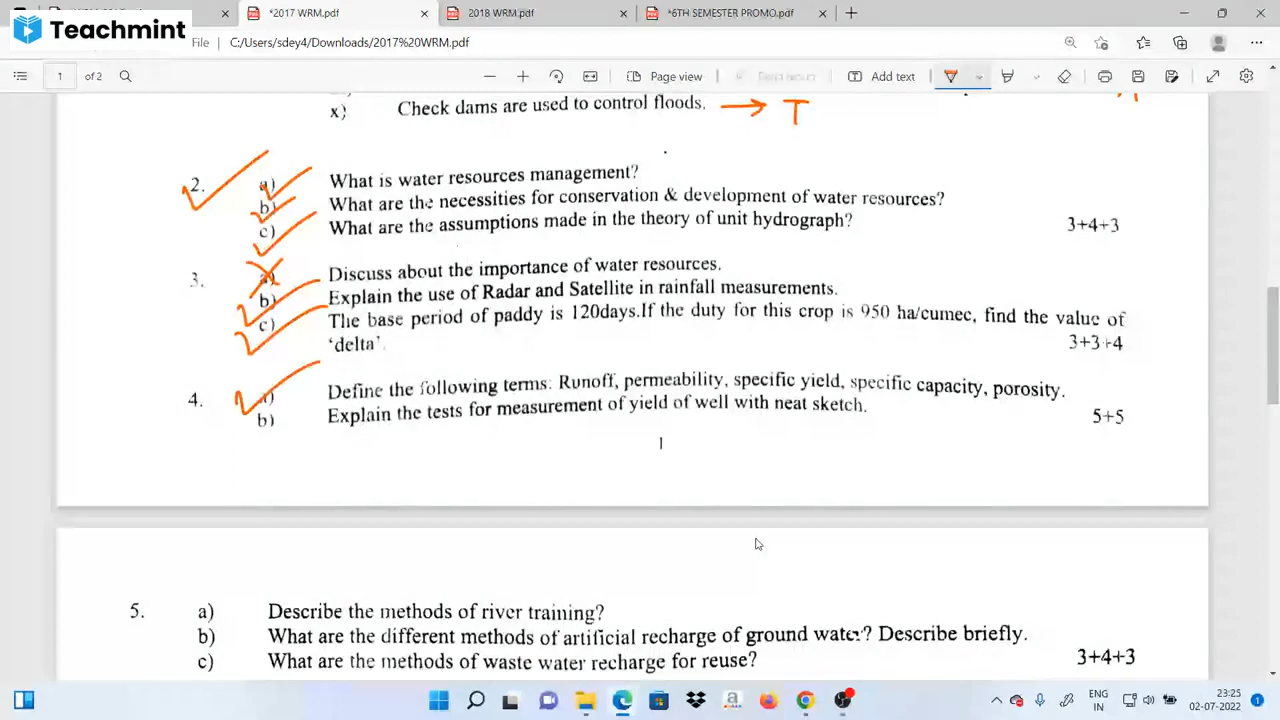 *2017 WRM.pdf
2018 WRM.pdf
*6TH SEMESTER PROMO.pdf
Teachmint
File
C:/Users/sdey4/Downloads/2017%20WRM.pdf
1 of 2
Page view
Add text
x) Check dams are used to control floods. → T
2. a) What is water resources management?
b) What are the necessities for conservation & development of water resources?
c) What are the assumptions made in the theory of unit hydrograph? 3+4+3
3. a) Discuss about the importance of water resources.
b) Explain the use of Radar and Satellite in rainfall measurements.
c) The base period of paddy is 120days.If the duty for this crop is 950 ha/cumec, find the value of
'delta'. 3+3+4
4. a) Define the following terms: Runoff, permeability, specific yield, specific capacity, porosity.
b) Explain the tests for measurement of yield of well with neat sketch. 5+5
1
5. a) Describe the methods of river training?
b) What are the different methods of artificial recharge of ground water? Describe briefly.
c) What are the methods of waste water recharge for reuse? 3+4+3
ENG
IN
23:25
02-07-2022